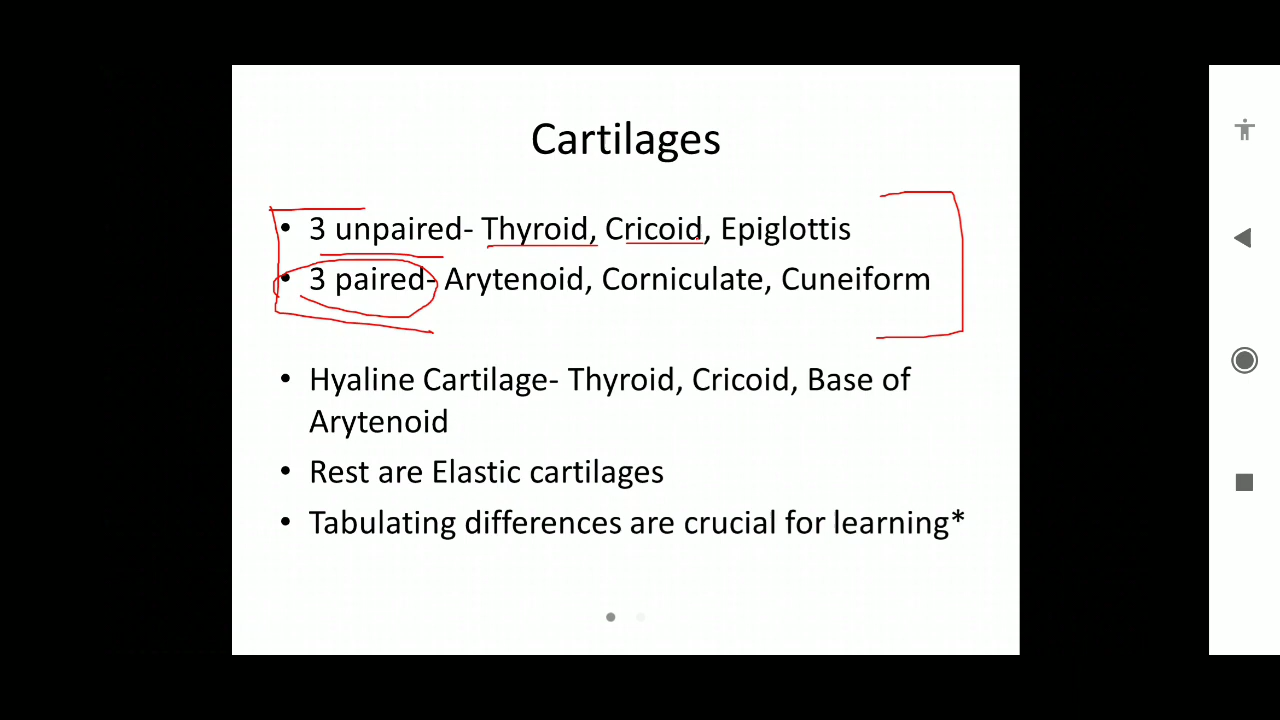 Cartilages
• 3 unpaired- Thyroid, Cricoid, Epiglottis
• 3 paired- Arytenoid, Corniculate, Cuneiform
• Hyaline Cartilage- Thyroid, Cricoid, Base of
Arytenoid
• Rest are Elastic cartilages
• Tabulating differences are crucial for learning*